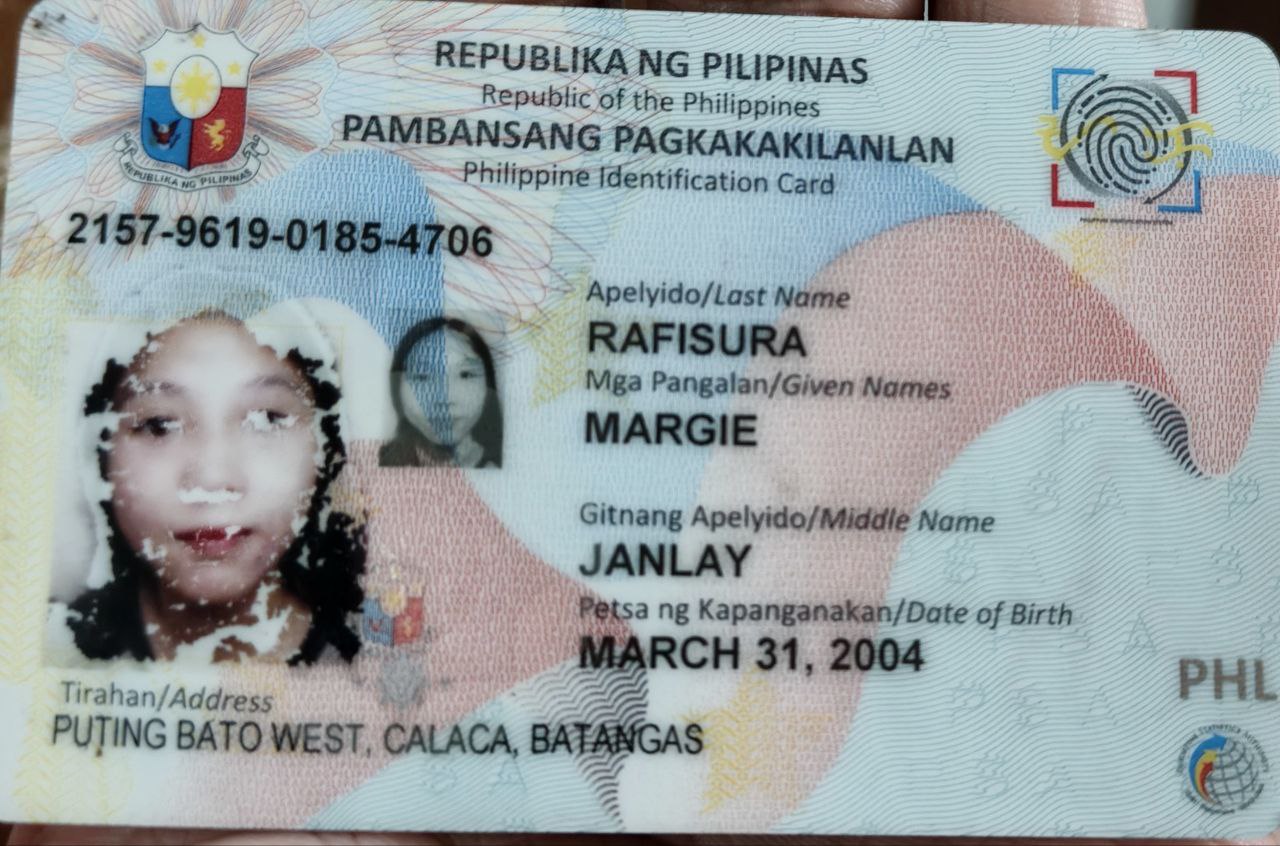 REPUBLIKA NG PILIPINAS
Republic of the Philippines
PAMBANSANG PAGKAKAKILANLAN
Philippine Identification Card
REPUBLIKA NG PILIPINAS
2157-9619-0185-4706
Apelyido/Last Name
RAFISURA
Mga Pangalan/Given Names
MARGIE
Gitnang Apelyido/Middle Name
JANLAY
Petsa ng Kapanganakan/Date of Birth
MARCH 31, 2004
PHL
Tirahan/Address
PUTING BATO WEST, CALACA, BATANGAS